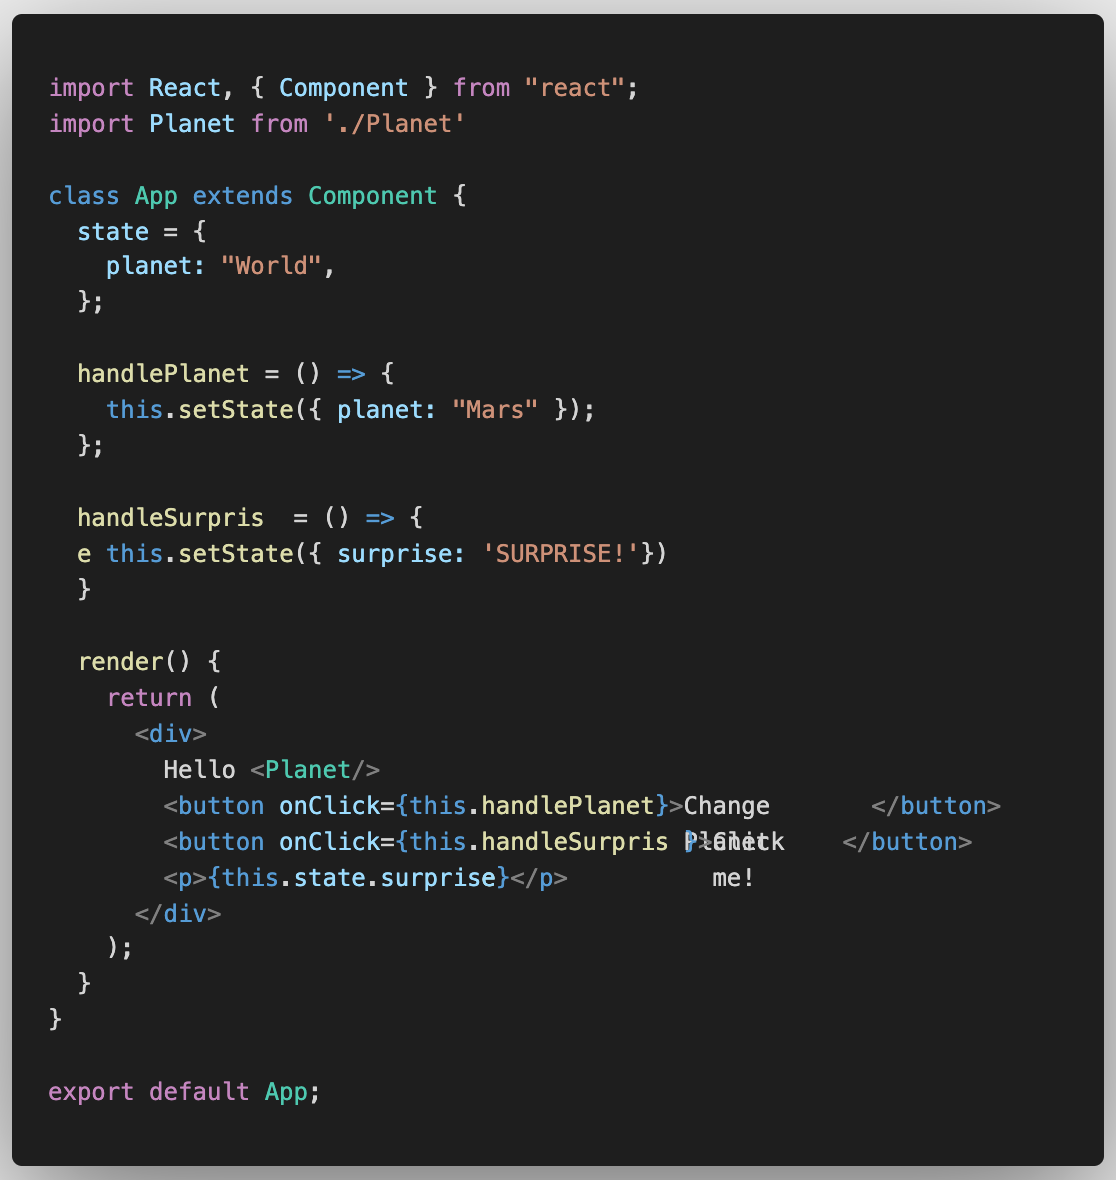 import React, { Component } from "react";
import Planet from './Planet'
class App extends Component {
state = {
planet: "World",
};
handlePlanet = () => {
this.setState({ planet: "Mars" });
};
handleSurpris = () => {
e this.setState({ surprise: 'SURPRISE!'})
}
render() {
return (
<div>
Hello <Planet/>
<button onClick={this.handlePlanet}>Change </button>
<button onClick={this.handleSurpris Planet }>Click </button>
<p>{this.state.surprise}</p> me!
</div>
);
}
}
export default App;